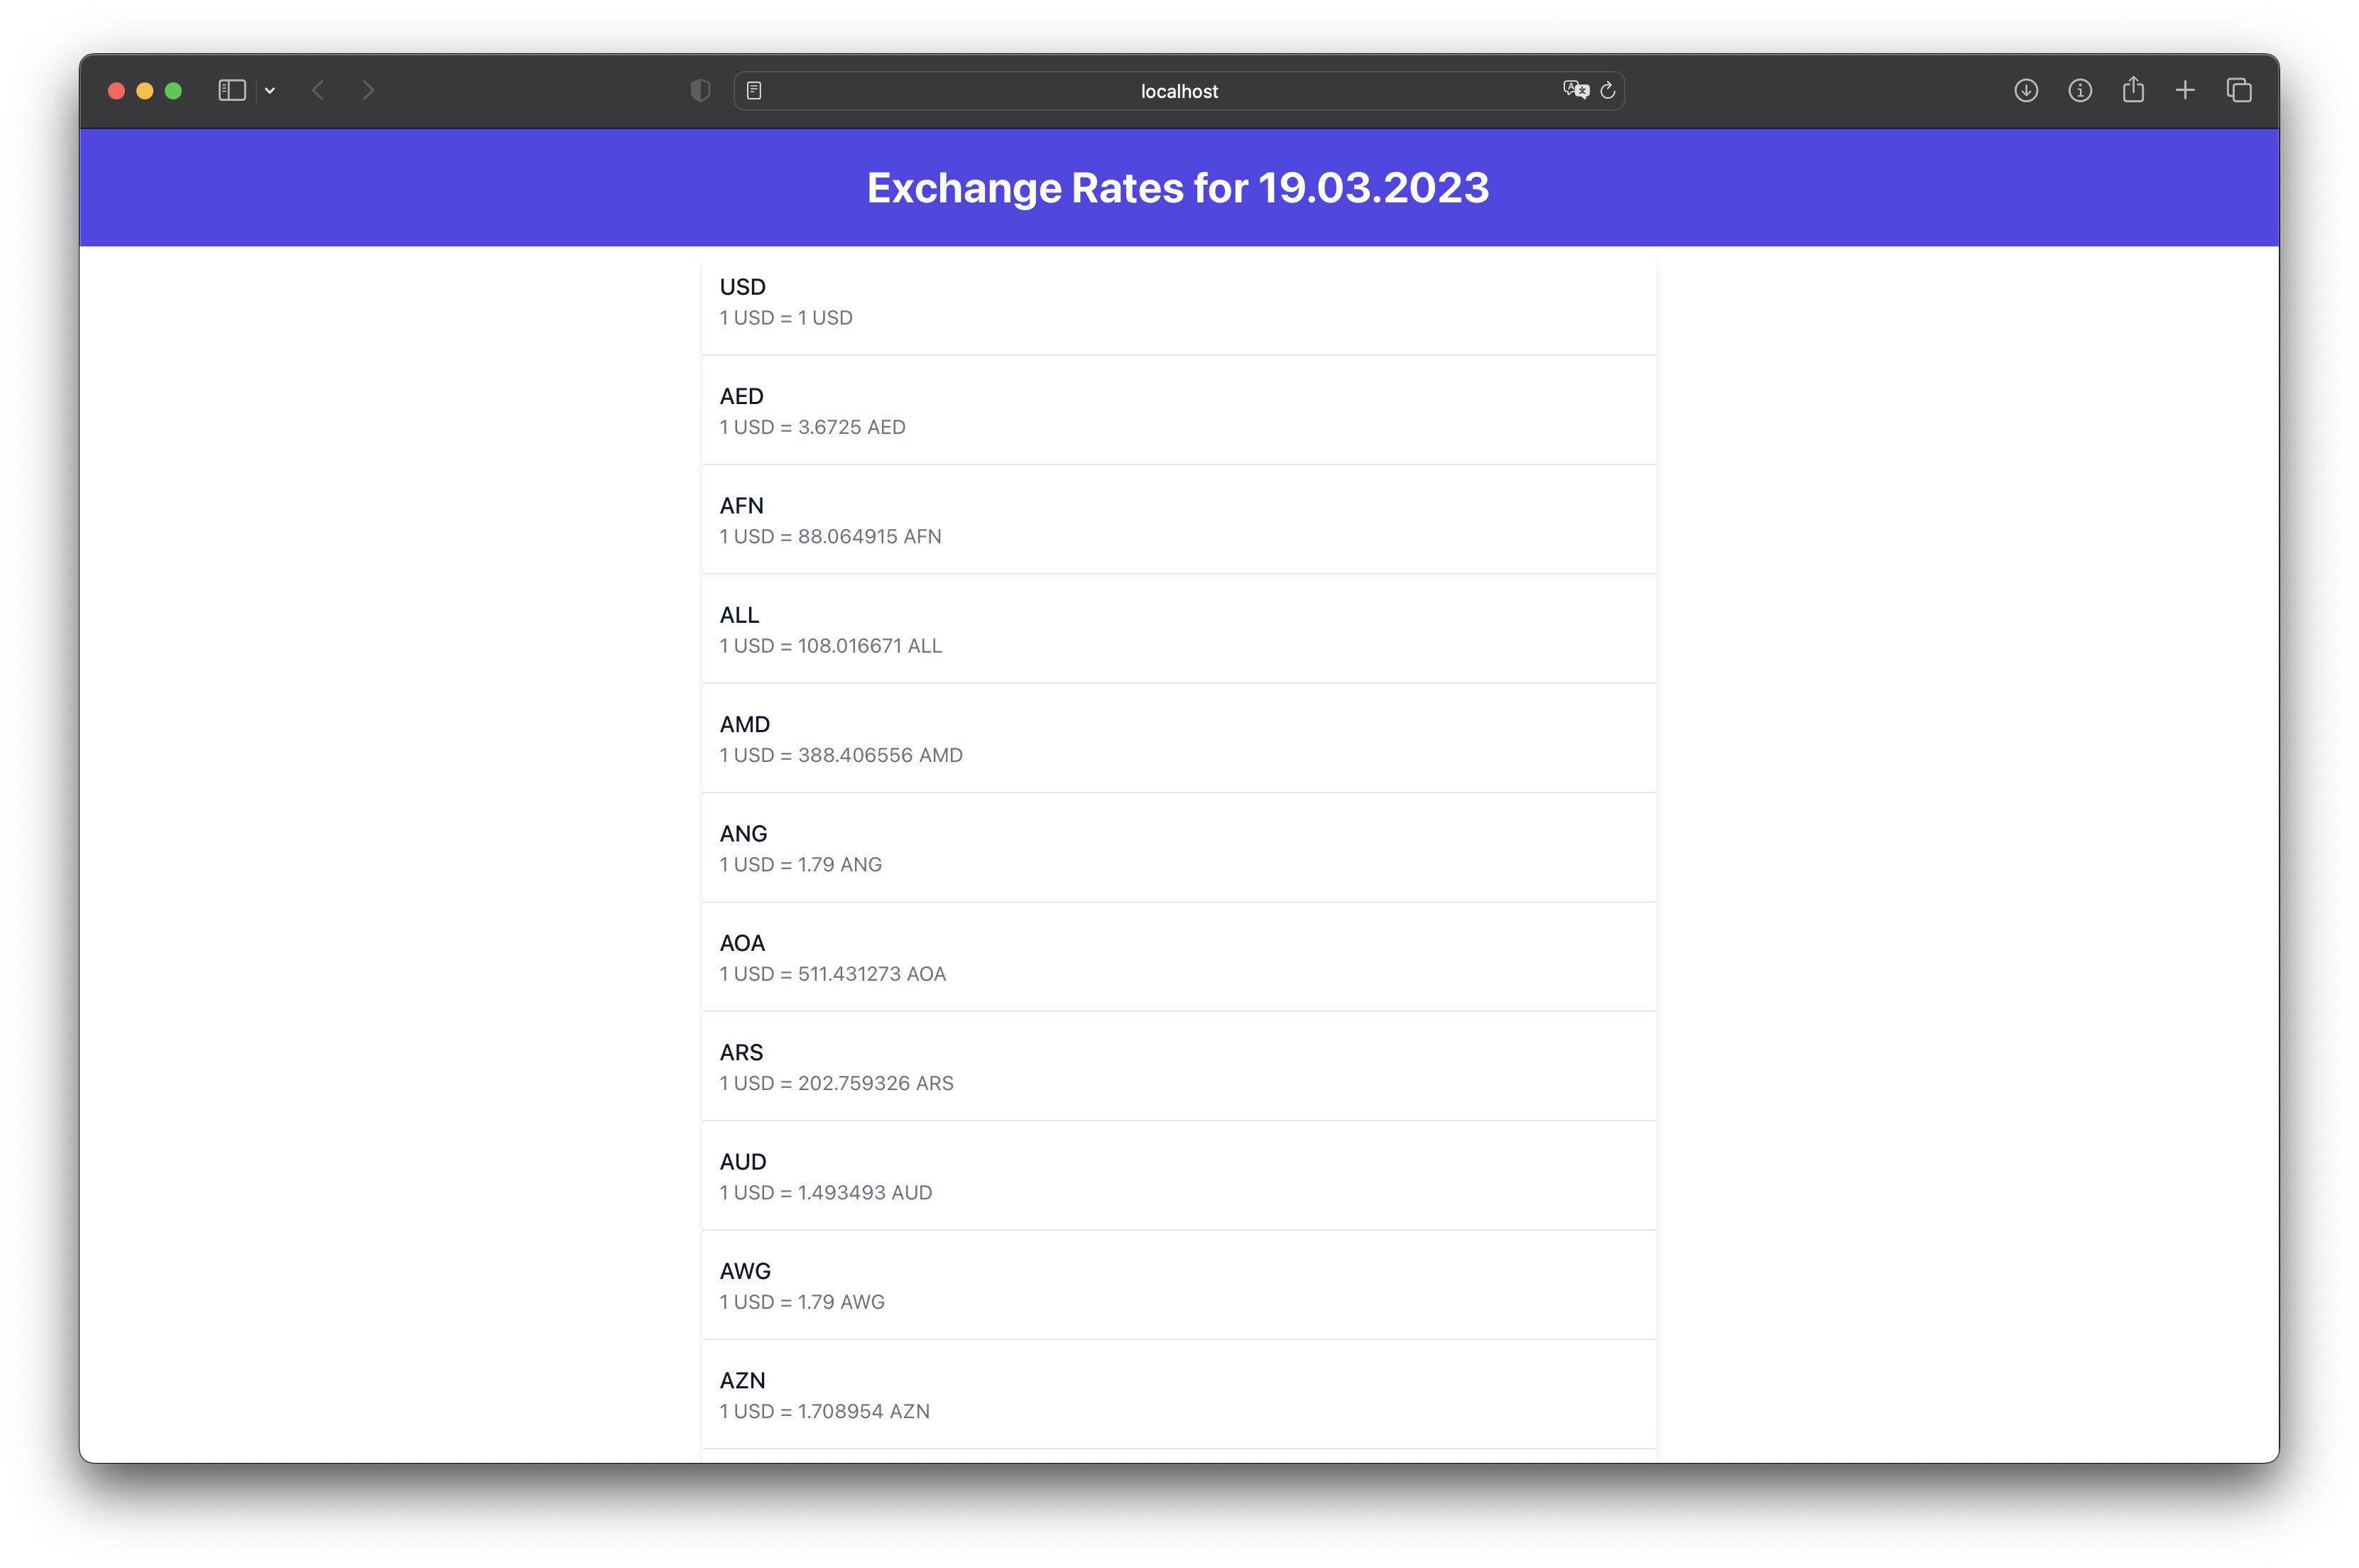 localhost
Exchange Rates for 19.03.2023
USD
1 USD = 1 USD
AED
1 USD = 3.6725 AED
AFN
1 USD = 88.064915 AFN
ALL
1 USD = 108.016671 ALL
AMD
1 USD = 388.406556 AMD
ANG
1 USD = 1.79 ANG
AOA
1 USD = 511.431273 AOA
ARS
1 USD = 202.759326 ARS
AUD
1 USD = 1.493493 AUD
AWG
1 USD = 1.79 AWG
AZN
1 USD = 1.708954 AZN